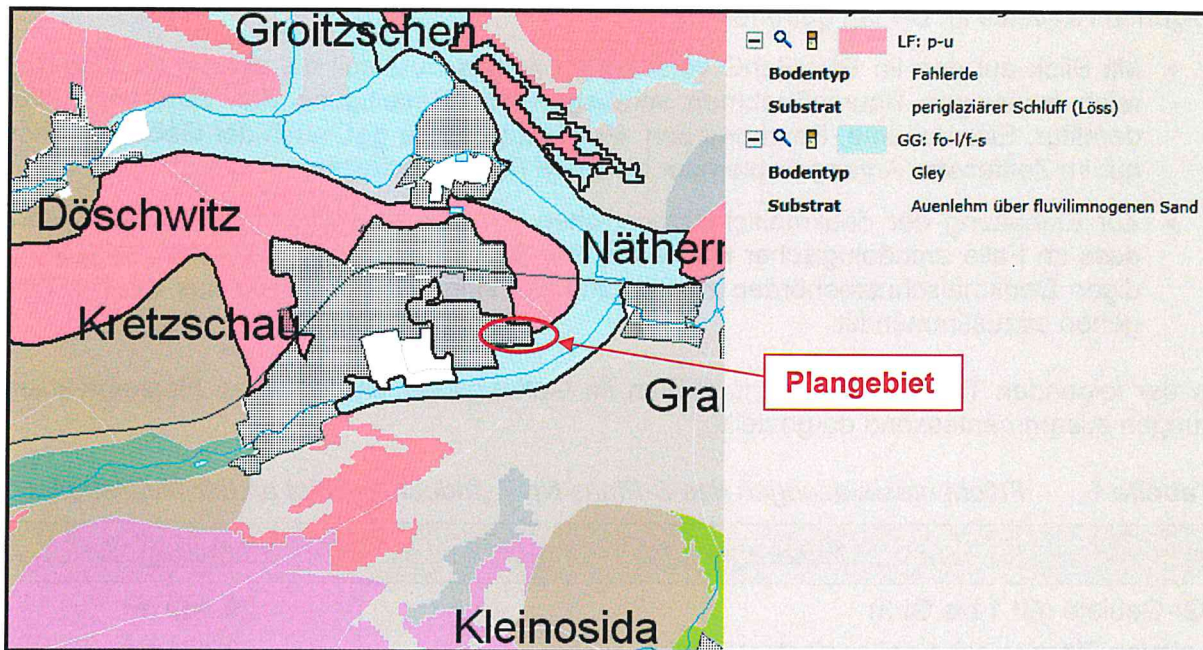 Groitzschen
Döschwitz
Kretzschau
Näthern
Gra
Kleinosida
Plangebiet
LF: p-u
Bodentyp Fahlerde
Substrat periglaziärer Schluff (Löss)
GG: fo-l/f-s
Bodentyp Gley
Substrat Auenlehm über fluvilimnogenen Sand